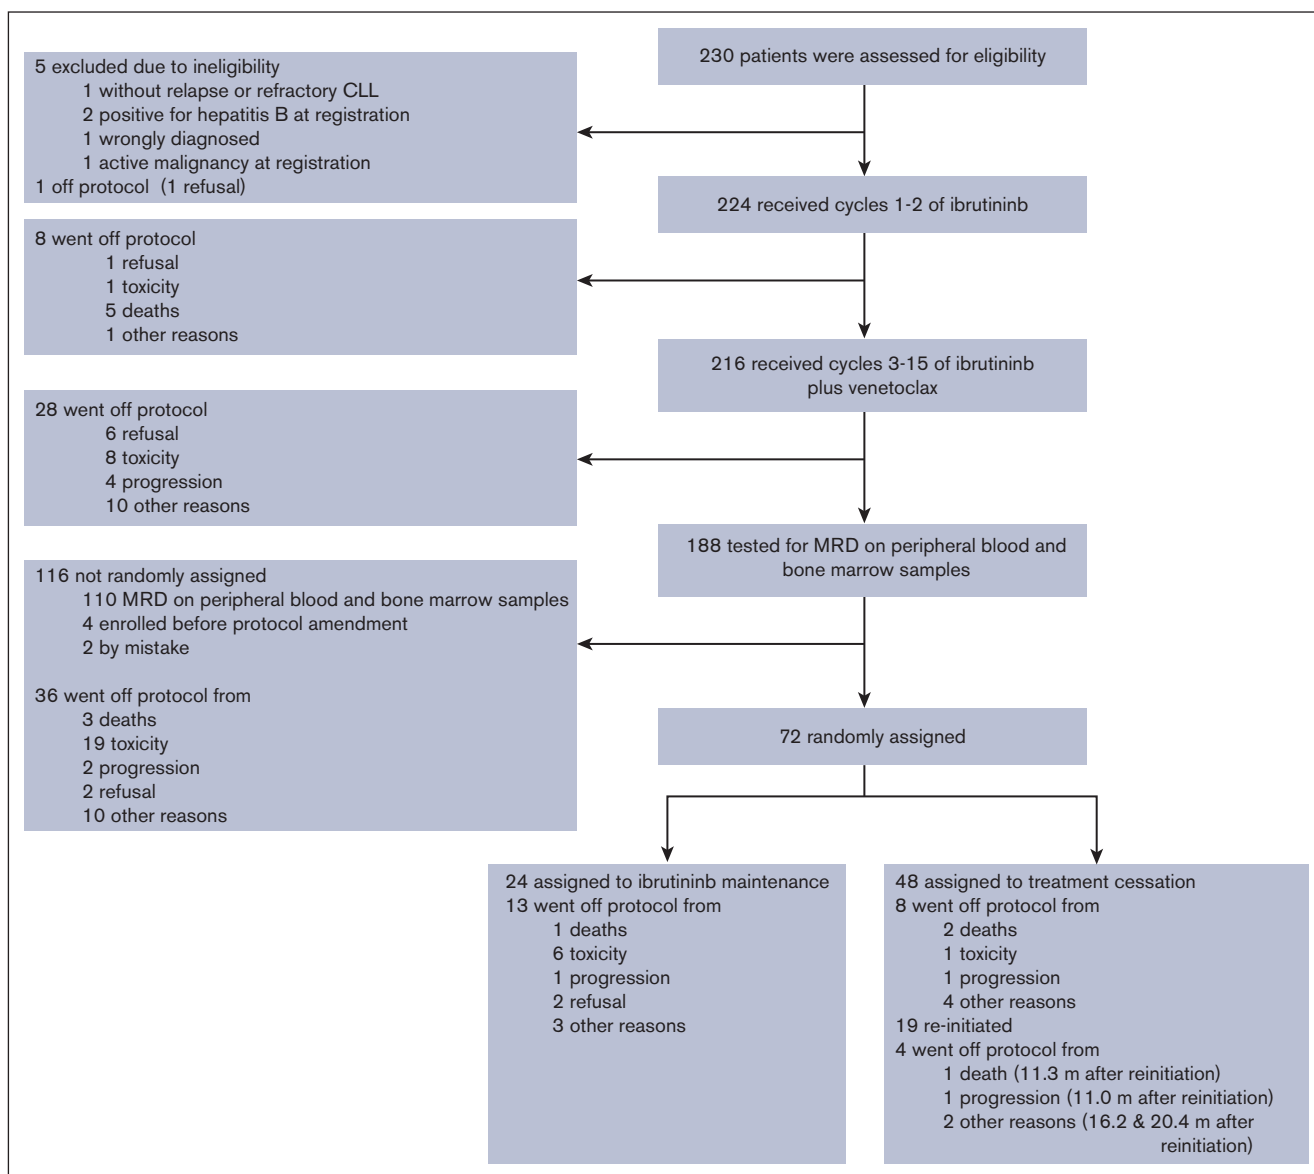 230 patients were assessed for eligibility
5 excluded due to ineligibility
1 without relapse or refractory CLL
2 positive for hepatitis B at registration
1 wrongly diagnosed
1 active malignancy at registration
1 off protocol (1 refusal)
224 received cycles 1-2 of ibrutininb
8 went off protocol
1 refusal
1 toxicity
5 deaths
1 other reasons
216 received cycles 3-15 of ibrutininb
plus venetoclax
28 went off protocol
6 refusal
8 toxicity
4 progression
10 other reasons
188 tested for MRD on peripheral blood and
bone marrow samples
116 not randomly assigned
110 MRD on peripheral blood and bone marrow samples
4 enrolled before protocol amendment
2 by mistake
36 went off protocol from
3 deaths
19 toxicity
2 progression
2 refusal
10 other reasons
72 randomly assigned
24 assigned to ibrutininb maintenance
13 went off protocol from
1 deaths
6 toxicity
1 progression
2 refusal
3 other reasons
48 assigned to treatment cessation
8 went off protocol from
2 deaths
1 toxicity
1 progression
4 other reasons
19 re-initiated
4 went off protocol from
1 death (11.3 m after reinitiation)
1 progression (11.0 m after reinitiation)
2 other reasons (16.2 & 20.4 m after
reinitiation)